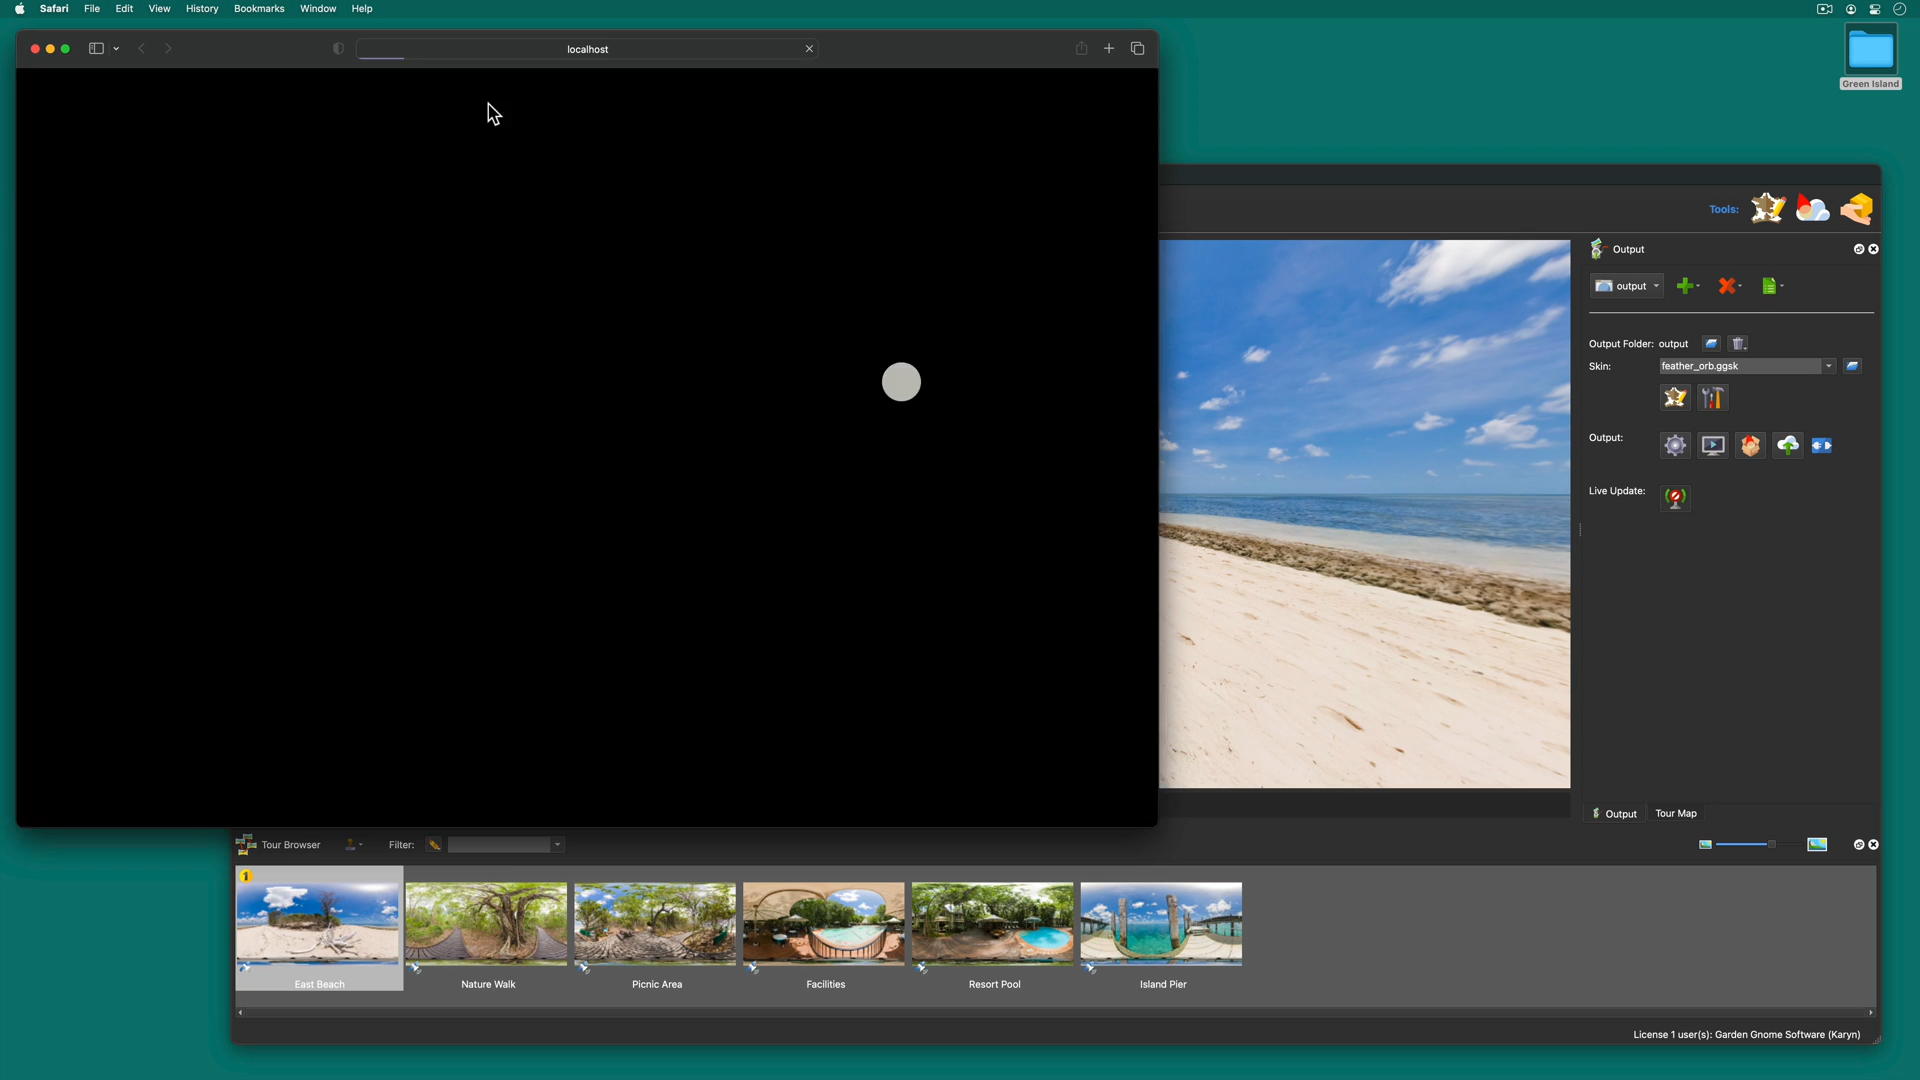 Safari File Edit View History Bookmarks Window Help
localhost
Green Island
Tools:
Output
output
Output Folder: output
Skin: feather_orb.ggsk
Output:
Live Update:
Output Tour Map
Tour Browser Filter:
1
East Beach Nature Walk Picnic Area Facilities Resort Pool Island Pier
License 1 user(s): Garden Gnome Software (Karyn)